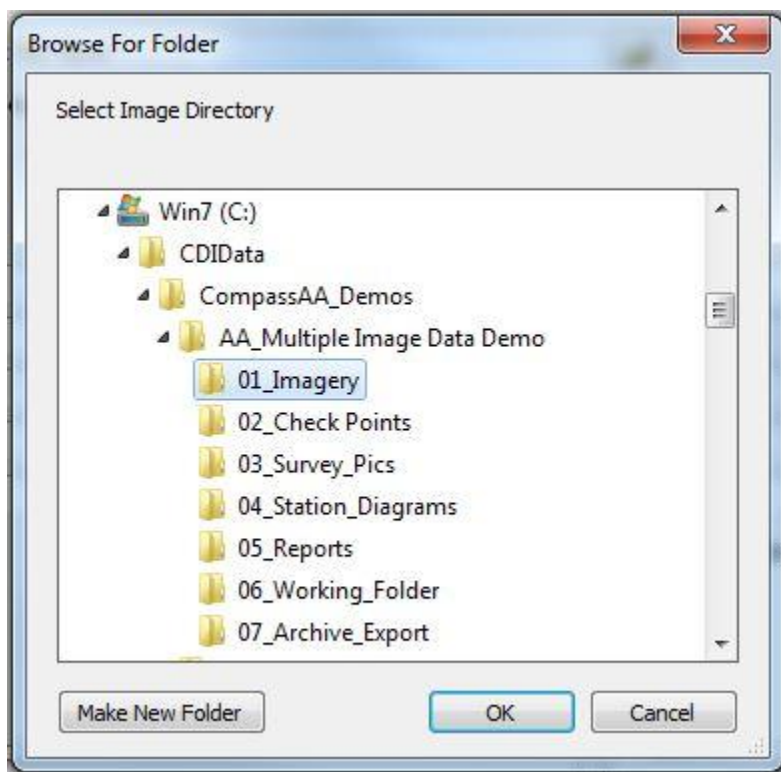 Browse For Folder
Select Image Directory
Win7 (C:)
CDIData
CompassAA_Demos
AA_Multiple Image Data Demo
01_Imagery
02_Check Points
03_Survey_Pics
04_Station_Diagrams
05_Reports
06_Working_Folder
07_Archive_Export
Make New Folder OK Cancel